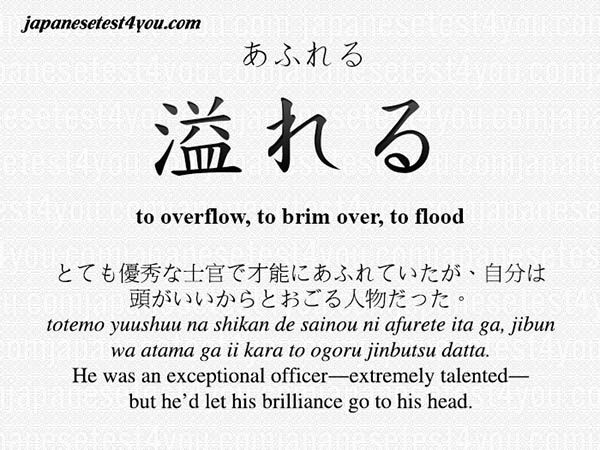 japanesetest4you.com
あふれる
溢れる
to overflow, to brim over, to flood
とても優秀な士官で才能にあふれていたが、自分は
頭がいいからとおごる人物だった。
totemo yuushuu na shikan de sainou ni afurete ita ga, jibun
wa atama ga ii kara to ogoru jinbutsu datta.
He was an exceptional officer—extremely talented—
but he’d let his brilliance go to his head.